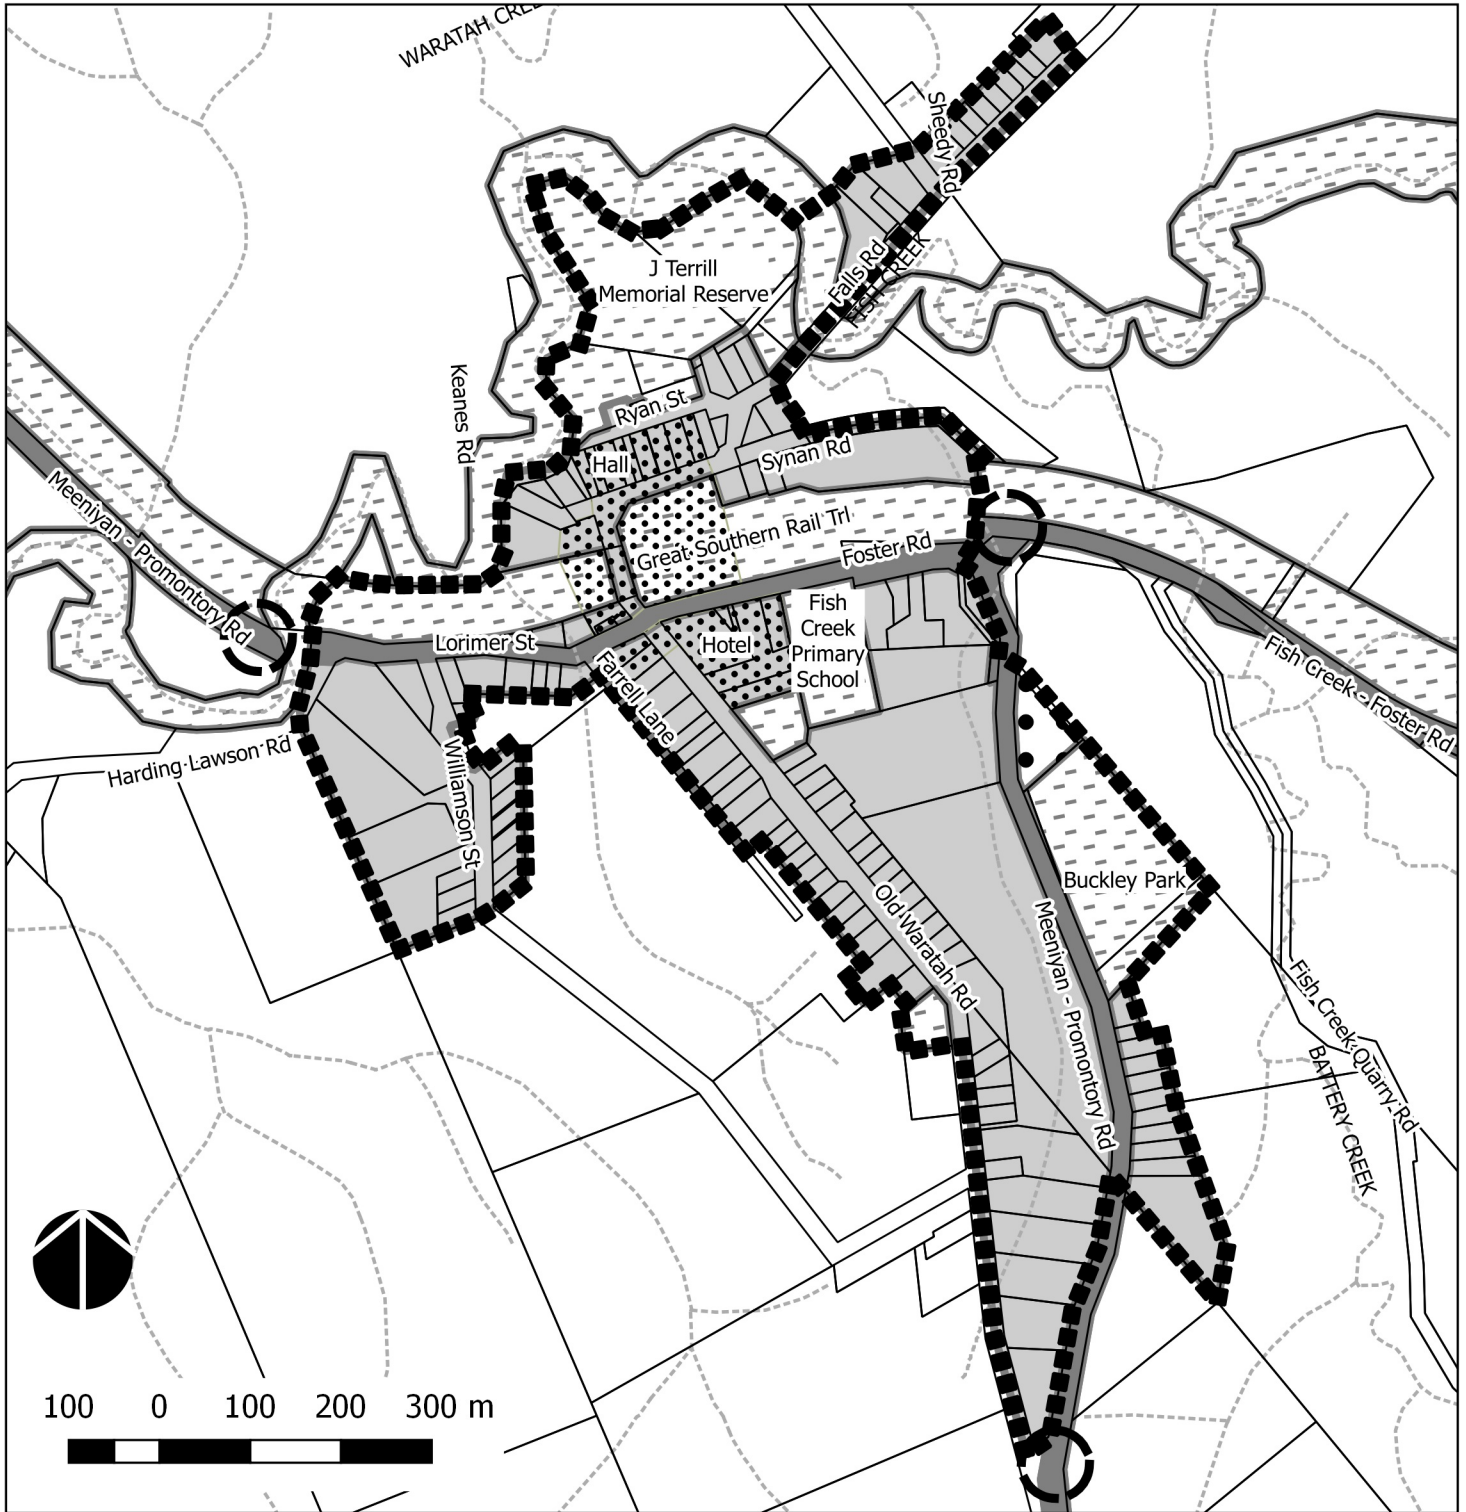 WARATAH CREE
Sheedy Rd
J Terrill
Memorial Reserve
Falls Rd
FISH CREEK
Keanes Rd
Ryan St
Hall
Synan Rd
Meeniyan - Promontory Rd
Great Southern Rail Trl
Foster Rd
Lorimer St
Fish
Creek
Primary
School
Hotel
Farrell Lane
Fish Creek - Foster Rd
Harding-Lawson Rd
Williamson St
Buckley Park
Old Waratah Rd
Meeniyan - Promontory Rd
Fish Creek Quarry Rd
BATTERY CREEK
100 0 100 200 300 m